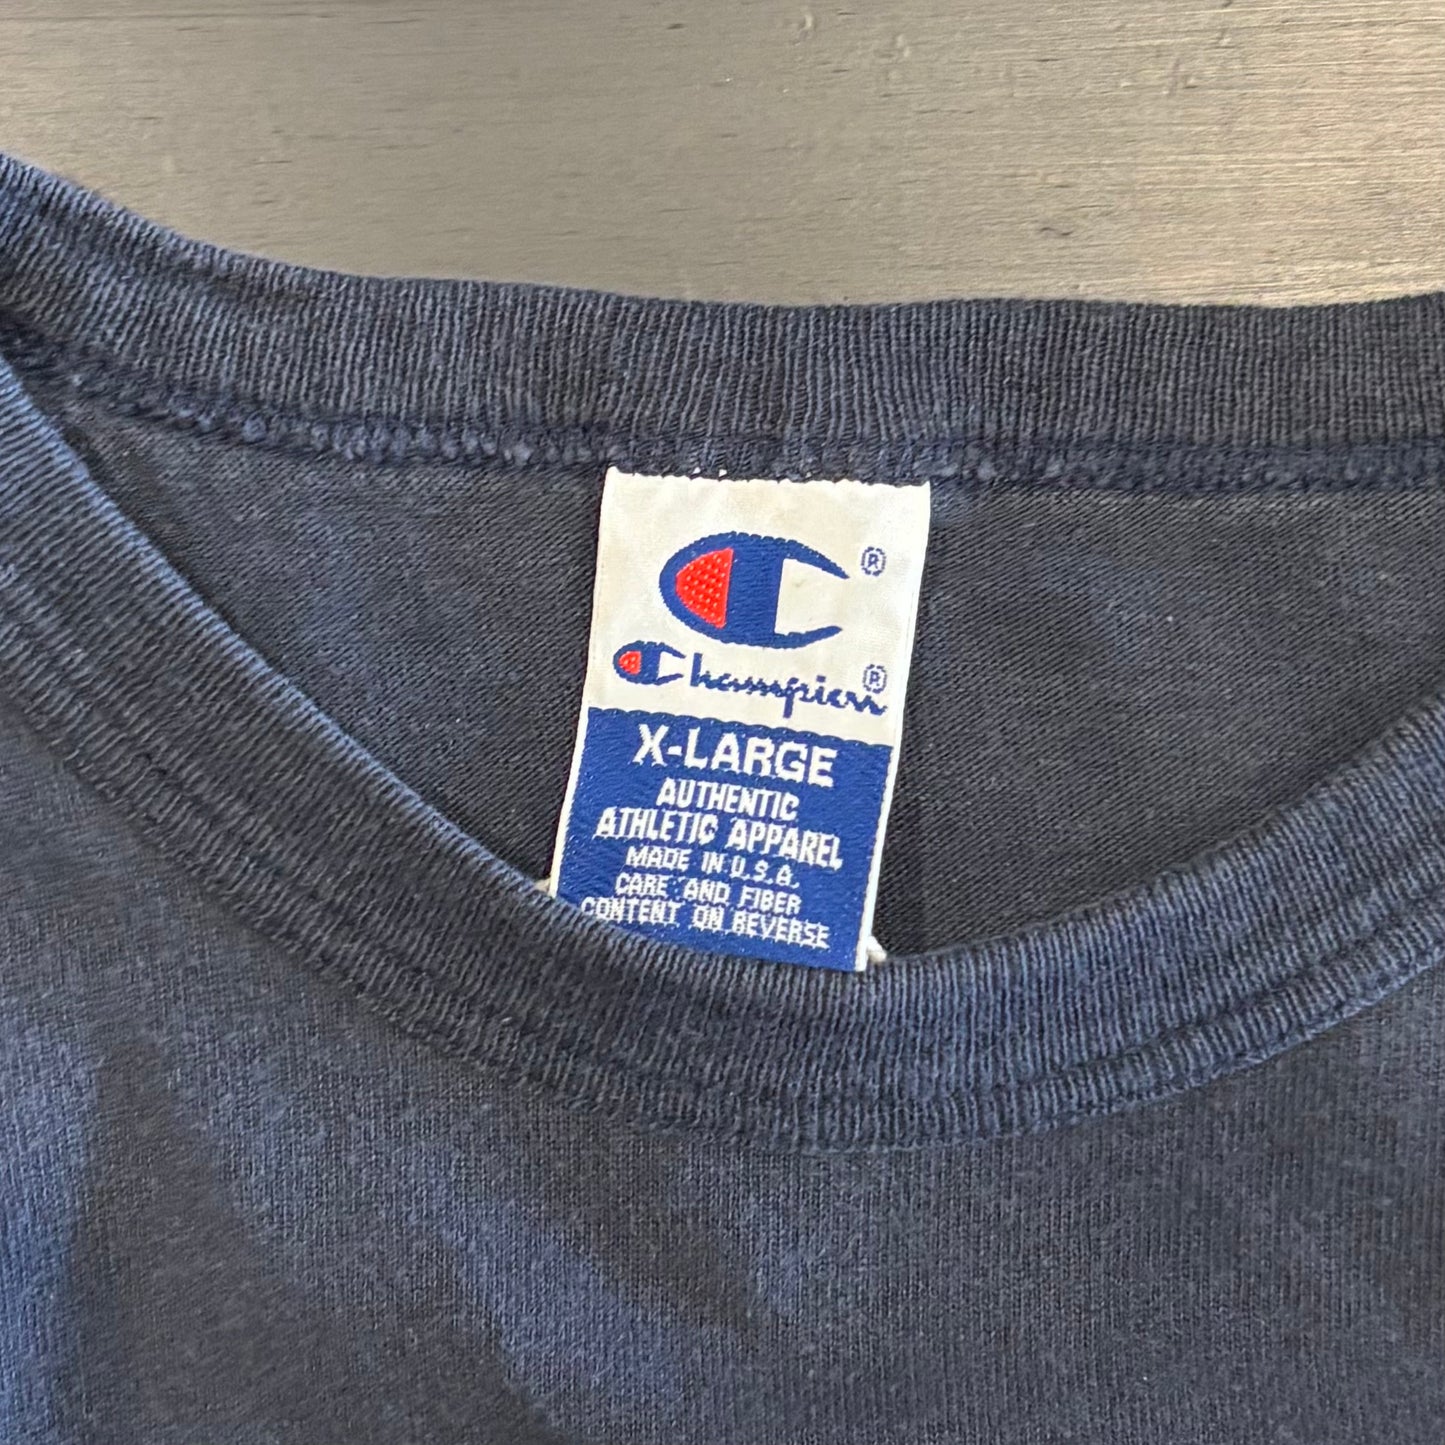 ®
Champion®
X-LARGE
AUTHENTIC
ATHLETIC APPAREL
MADE IN U.S.A.
CARE AND FIBER
CONTENT ON REVERSE